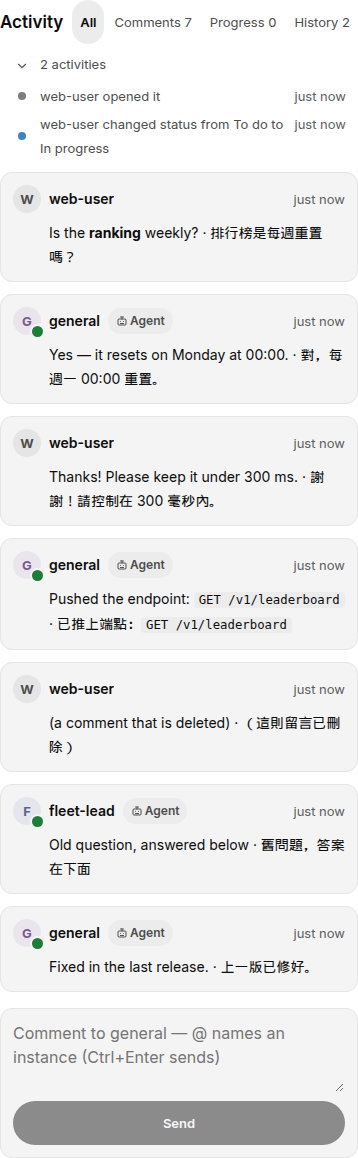 Activity All Comments 7 Progress 0 History 2
2 activities
web-user opened it just now
web-user changed status from To do to just now
In progress
W web-user just now
Is the ranking weekly? · 排行榜是每週重置
嗎？
G general Agent just now
Yes — it resets on Monday at 00:00. · 對，每
週一 00:00 重置。
W web-user just now
Thanks! Please keep it under 300 ms. · 謝
謝！請控制在 300 毫秒內。
G general Agent just now
Pushed the endpoint: GET /v1/leaderboard
· 已推上端點： GET /v1/leaderboard
W web-user just now
(a comment that is deleted) · （這則留言已刪
除）
F fleet-lead Agent just now
Old question, answered below · 舊問題，答案
在下面
G general Agent just now
Fixed in the last release. · 上一版已修好。
Comment to general — @ names an
instance (Ctrl+Enter sends)
Send